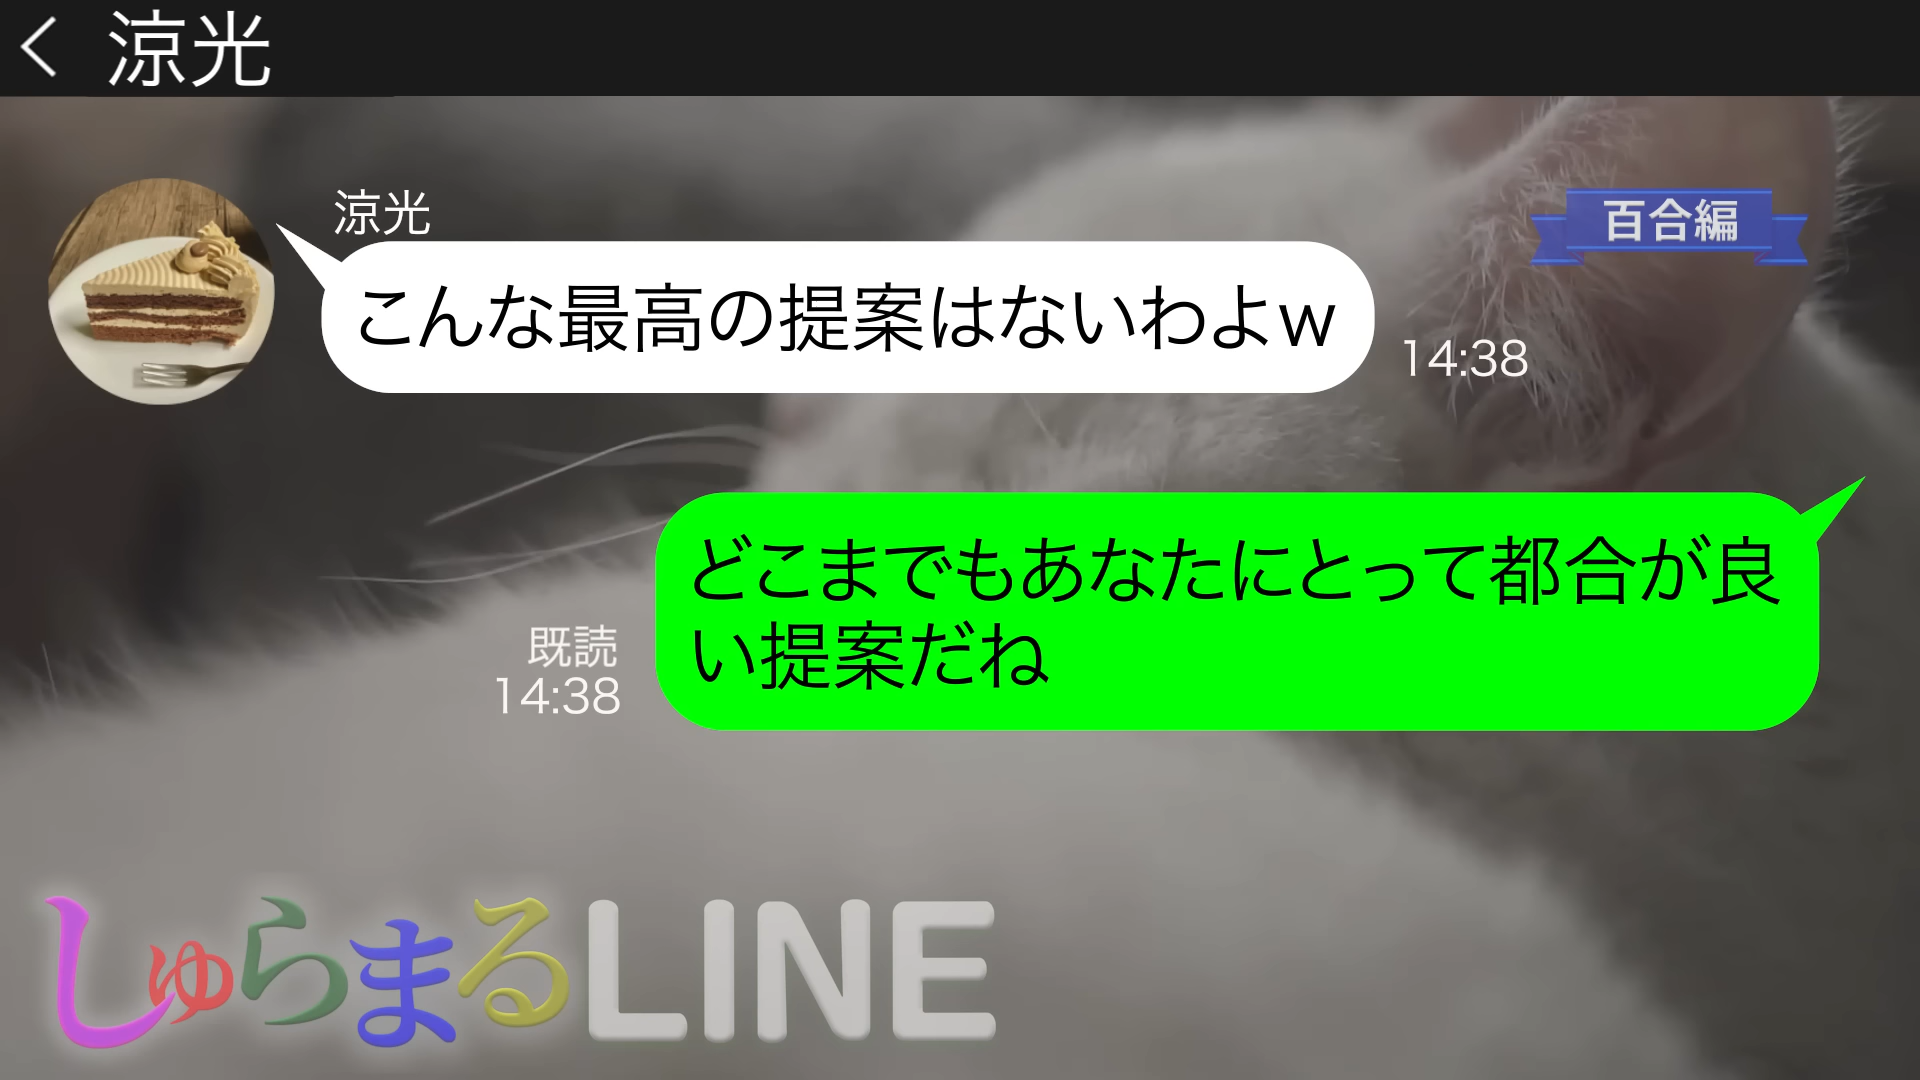 涼光
涼光
百合編
こんな最高の提案はないわよw
14:38
どこまでもあなたにとって都合が良
い提案だね
既読
14:38
しゅらまるLINE